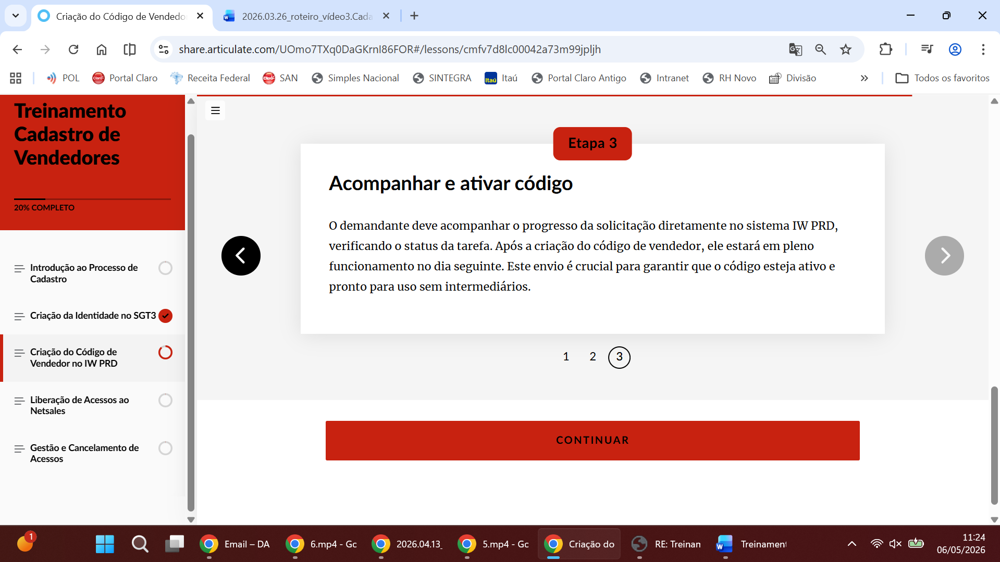 Criação do Código de Vendedo
2026.03.26_roteiro_vídeo3.Cada
share.articulate.com/UOmo7TXq0DaGKrnI86FOR#/lessons/cmfv7d8lc00042a73m99jpljh
POL
Portal Claro
Receita Federal
SAN
Simples Nacional
SINTEGRA
Itaú
Portal Claro Antigo
Intranet
RH Novo
Divisão
Todos os favoritos
Treinamento
Cadastro de
Vendedores
20% COMPLETO
Introdução ao Processo de
Cadastro
Criação da Identidade no SGT3
Criação do Código de
Vendedor no IW PRD
Liberação de Acessos ao
Netsales
Gestão e Cancelamento de
Acessos
Etapa 3
Acompanhar e ativar código
O demandante deve acompanhar o progresso da solicitação diretamente no sistema IW PRD,
verificando o status da tarefa. Após a criação do código de vendedor, ele estará em pleno
funcionamento no dia seguinte. Este envio é crucial para garantir que o código esteja ativo e
pronto para uso sem intermediários.
1 2 3
CONTINUAR
1
Email – DA
6.mp4 - Gc
2026.04.13_
5.mp4 - Gc
Criação do
RE: Treinan
Treinament
11:24
06/05/2026